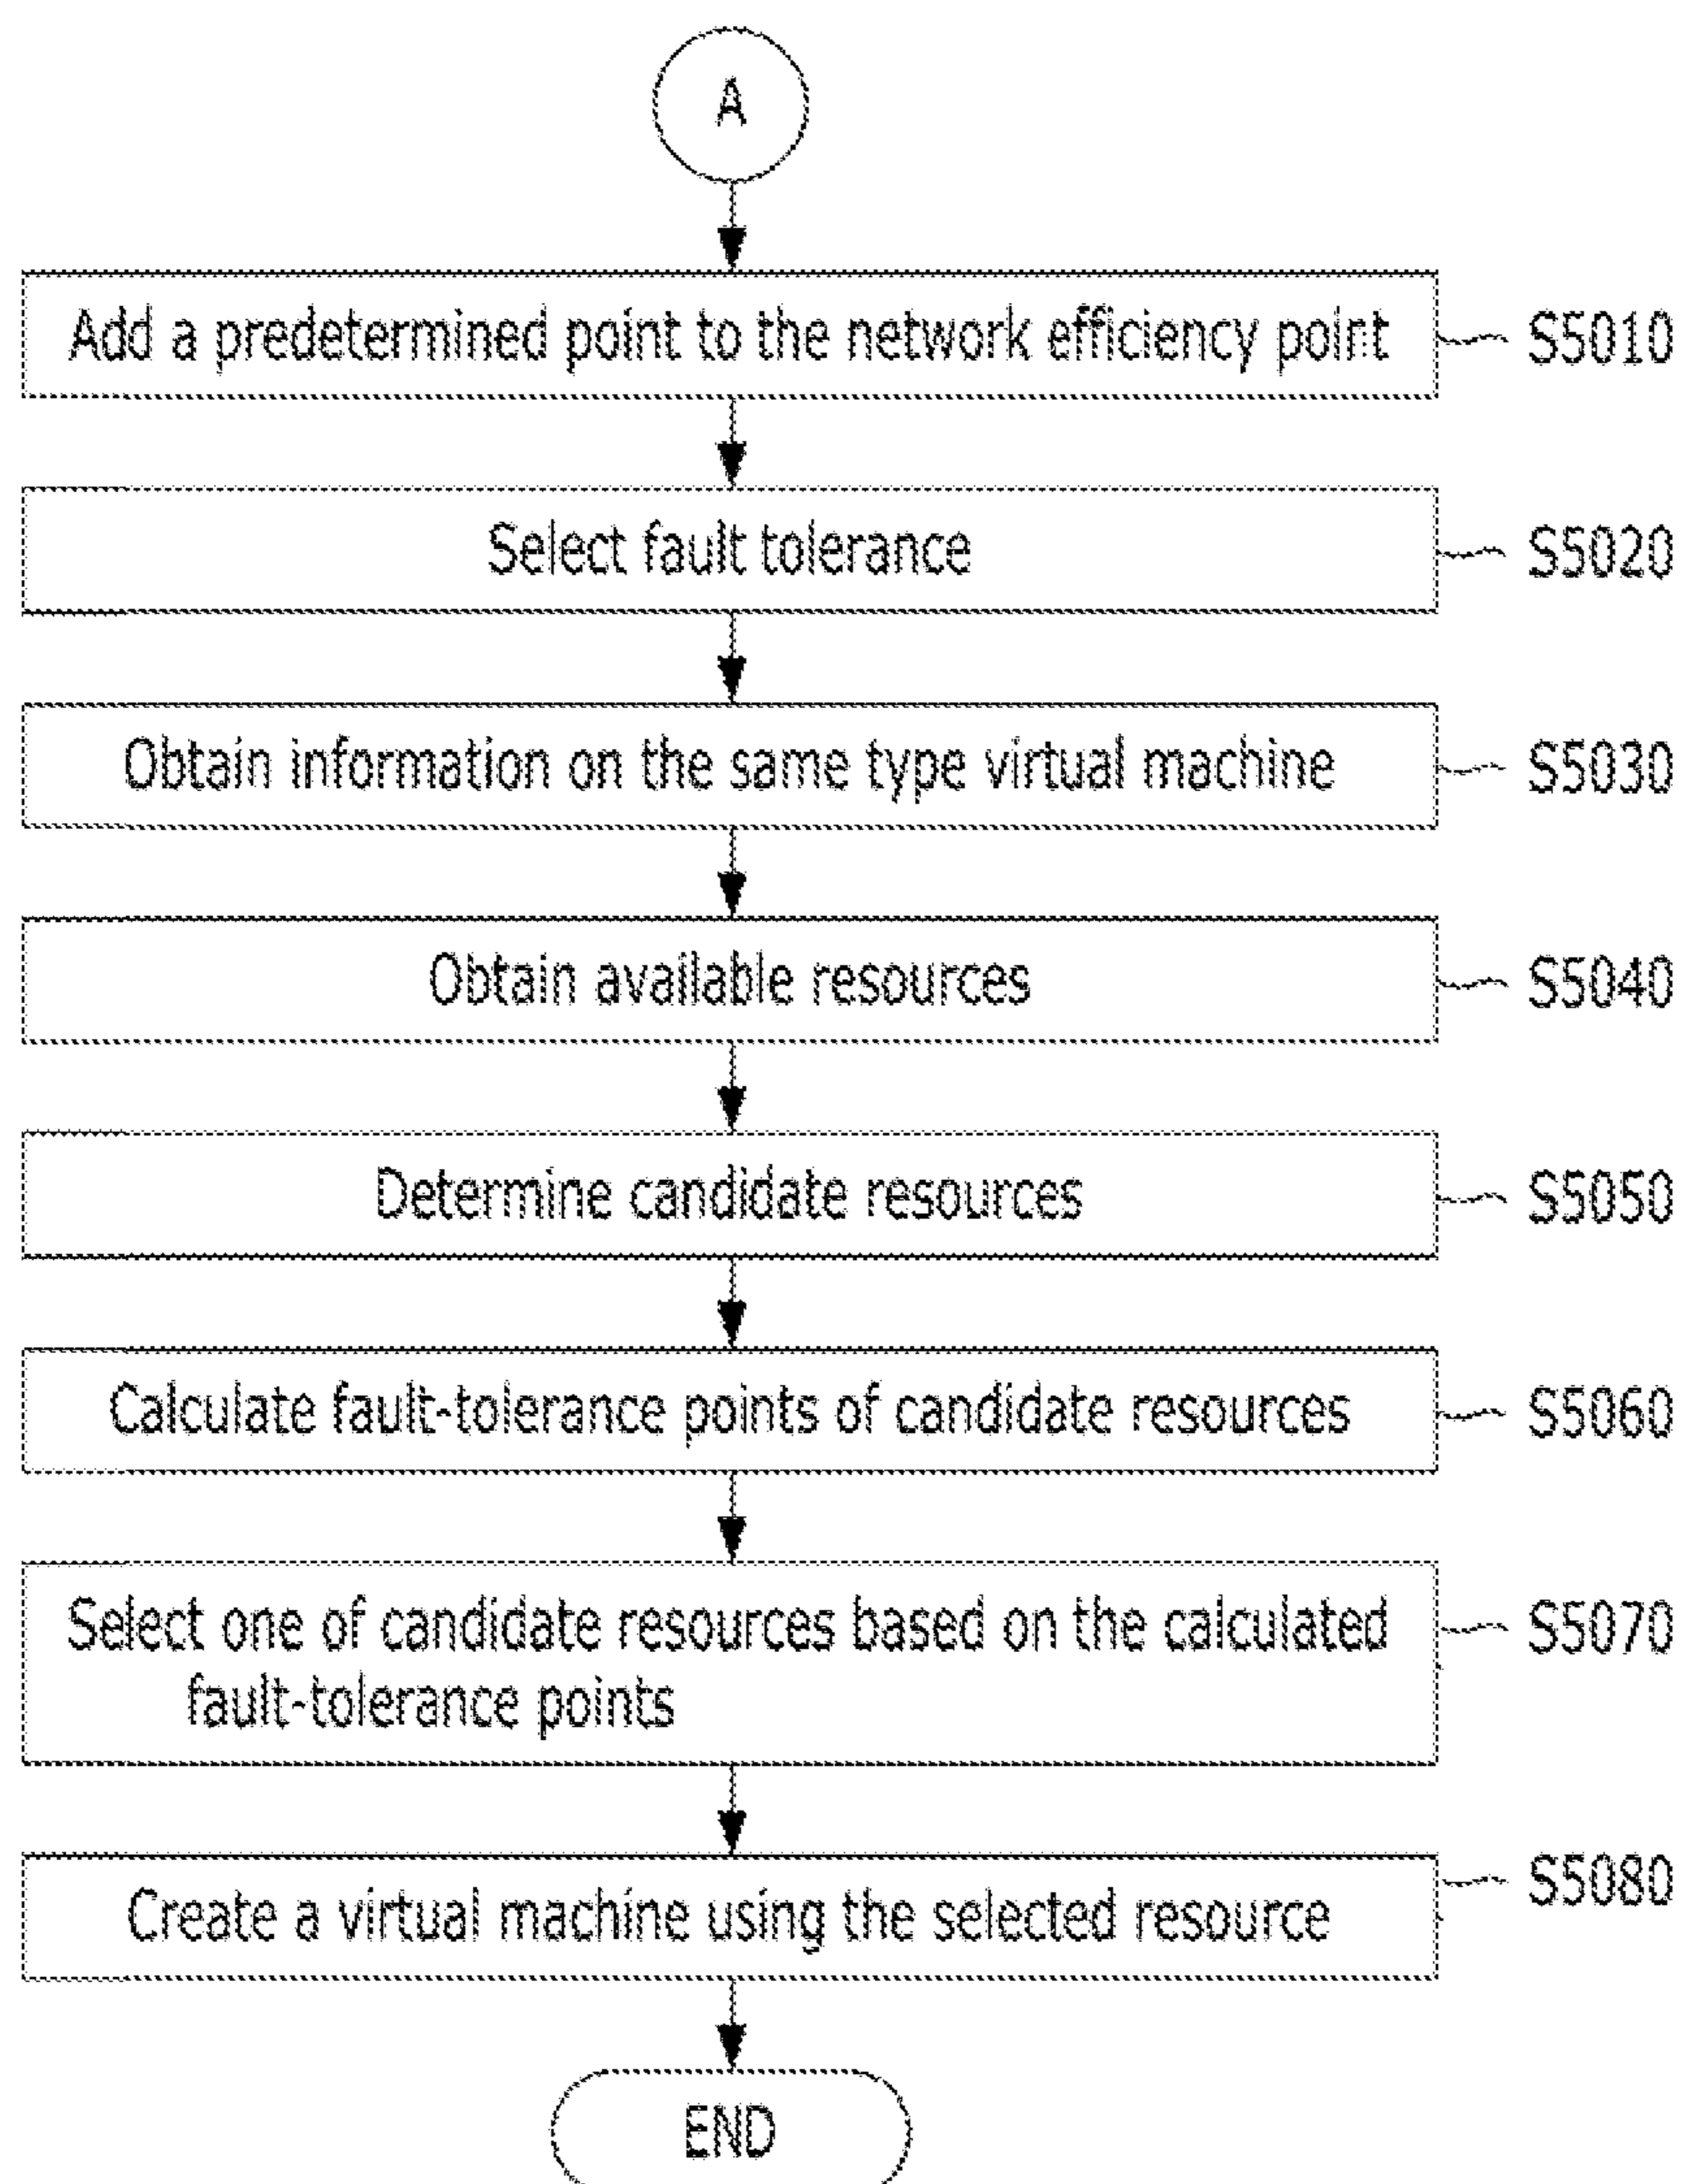 A
Add a predetermined point to the network efficiency point
S5010
Select fault tolerance
S5020
Obtain information on the same type virtual machine
S5030
Obtain available resources
S5040
Determine candidate resources
S5050
Calculate fault-tolerance points of candidate resources
S5060
Select one of candidate resources based on the calculated
fault-tolerance points
S5070
Create a virtual machine using the selected resource
S5080
END